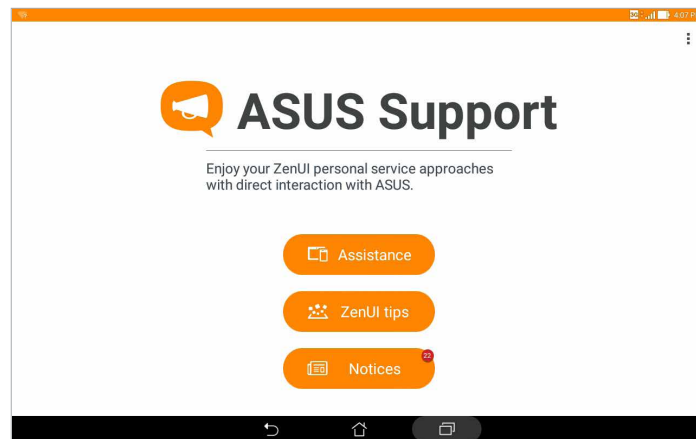 3G 4:07 P
ASUS Support
Enjoy your ZenUI personal service approaches
with direct interaction with ASUS.
Assistance
ZenUI tips
22
Notices